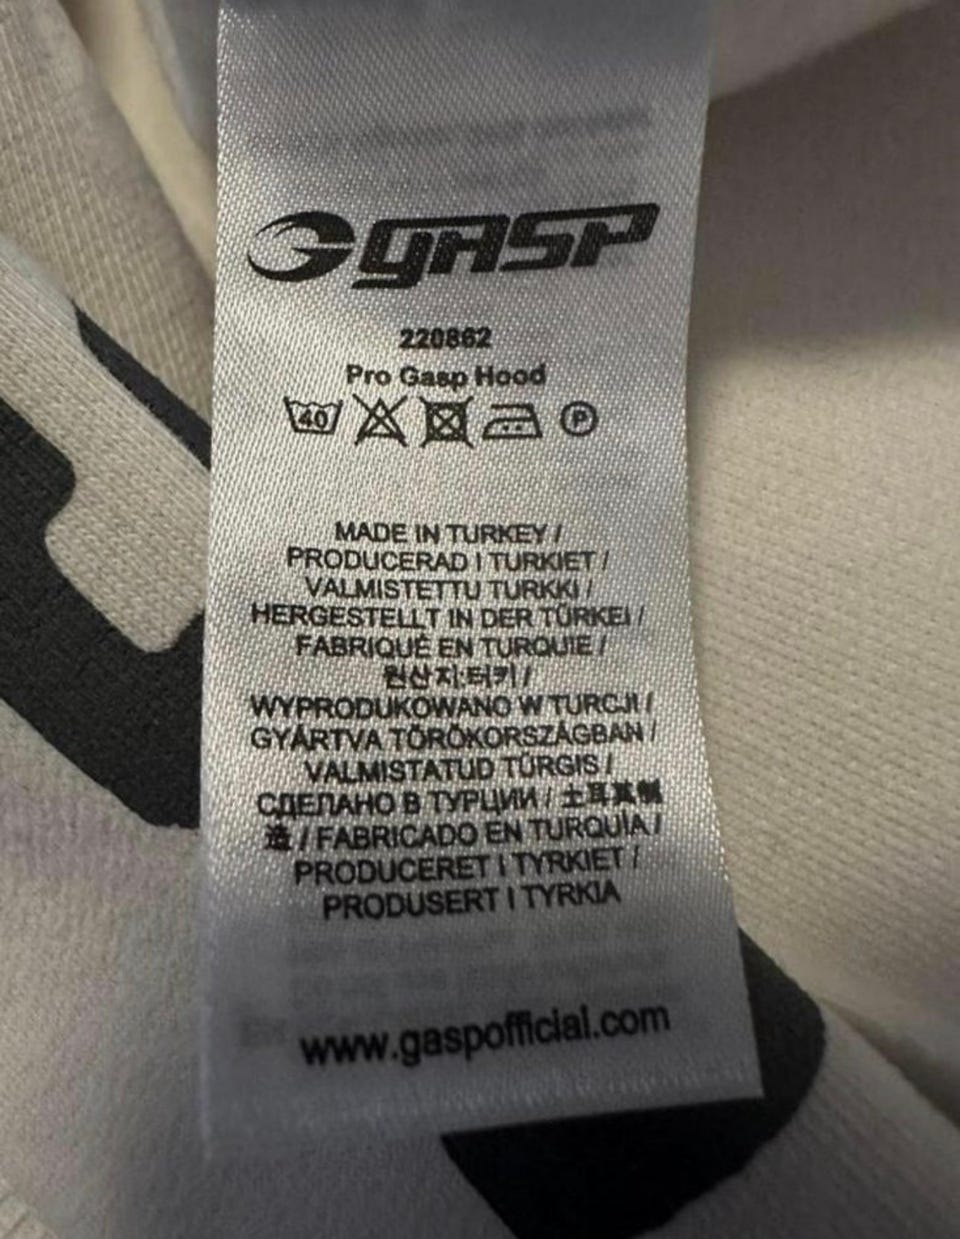 gasp
220862
Pro Gasp Hood
40 P
MADE IN TURKEY /
PRODUCERAD I TURKIET /
VALMISTETTU TURKKI /
HERGESTELLT IN DER TÜRKEI /
FABRIQUÉ EN TURQUIE /
원산지:터키 /
WYPRODUKOWANO W TURCJI /
GYÁRTVA TÖRÖKORSZÁGBAN /
VALMISTATUD TÜRGIS /
СДЕЛАНО В ТУРЦИИ / 土耳其制
造 / FABRICADO EN TURQUÍA /
PRODUCERET I TYRKIET /
PRODUSERT I TYRKIA
www.gaspofficial.com